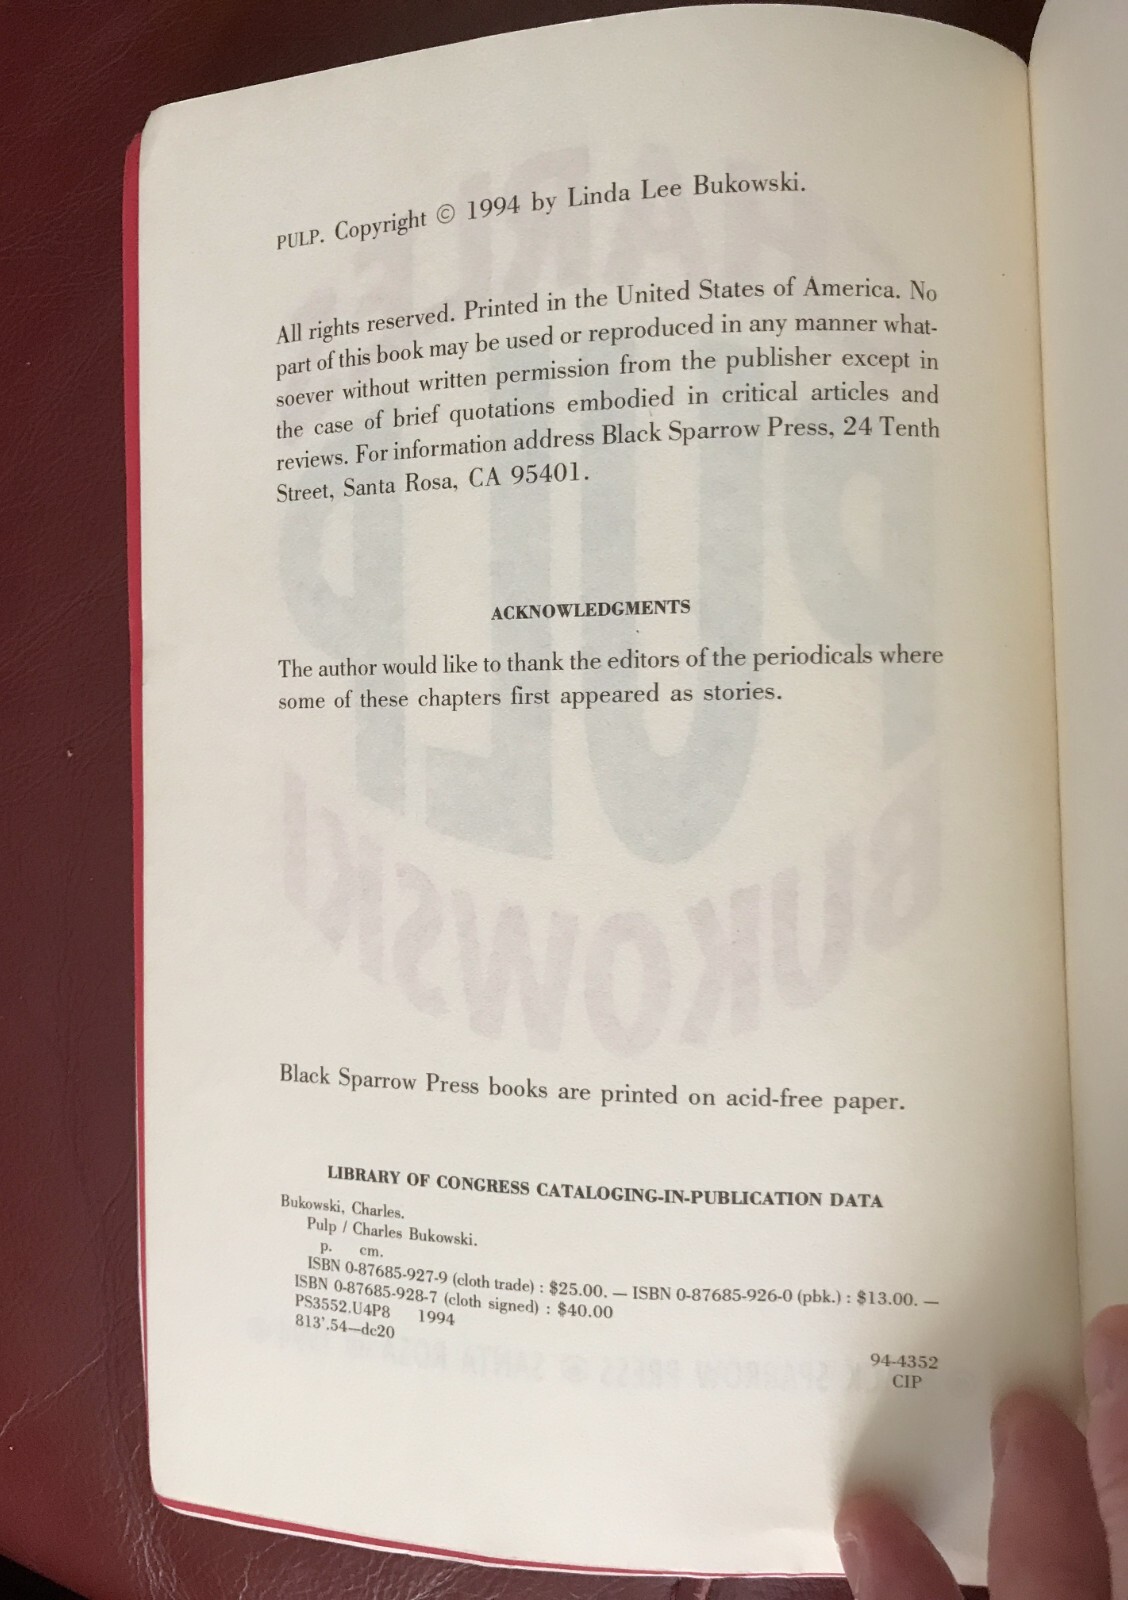 PULP. Copyright © 1994 by Linda Lee Bukowski.
All rights reserved. Printed in the United States of America. No
part of this book may be used or reproduced in any manner what-
soever without written permission from the publisher except in
the case of brief quotations embodied in critical articles and
reviews. For information address Black Sparrow Press, 24 Tenth
Street, Santa Rosa, CA 95401.
ACKNOWLEDGMENTS
The author would like to thank the editors of the periodicals where
some of these chapters first appeared as stories.
Black Sparrow Press books are printed on acid-free paper.
LIBRARY OF CONGRESS CATALOGING-IN-PUBLICATION DATA
Bukowski, Charles.
Pulp / Charles Bukowski.
p. cm.
ISBN 0-87685-927-9 (cloth trade) : $25.00. — ISBN 0-87685-926-0 (pbk.) : $13.00. —
ISBN 0-87685-928-7 (cloth signed) : $40.00
PS3552.U4P8 1994
813'.54—dc20
94-4352
CIP